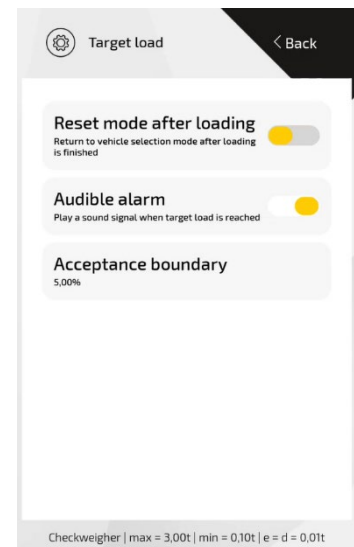 Target load
< Back
Reset mode after loading
Return to vehicle selection mode after loading
is finished
Audible alarm
Play a sound signal when target load is reached
Acceptance boundary
5,00%
Checkweigher | max = 3,00t | min = 0,10t | e = d = 0,01t